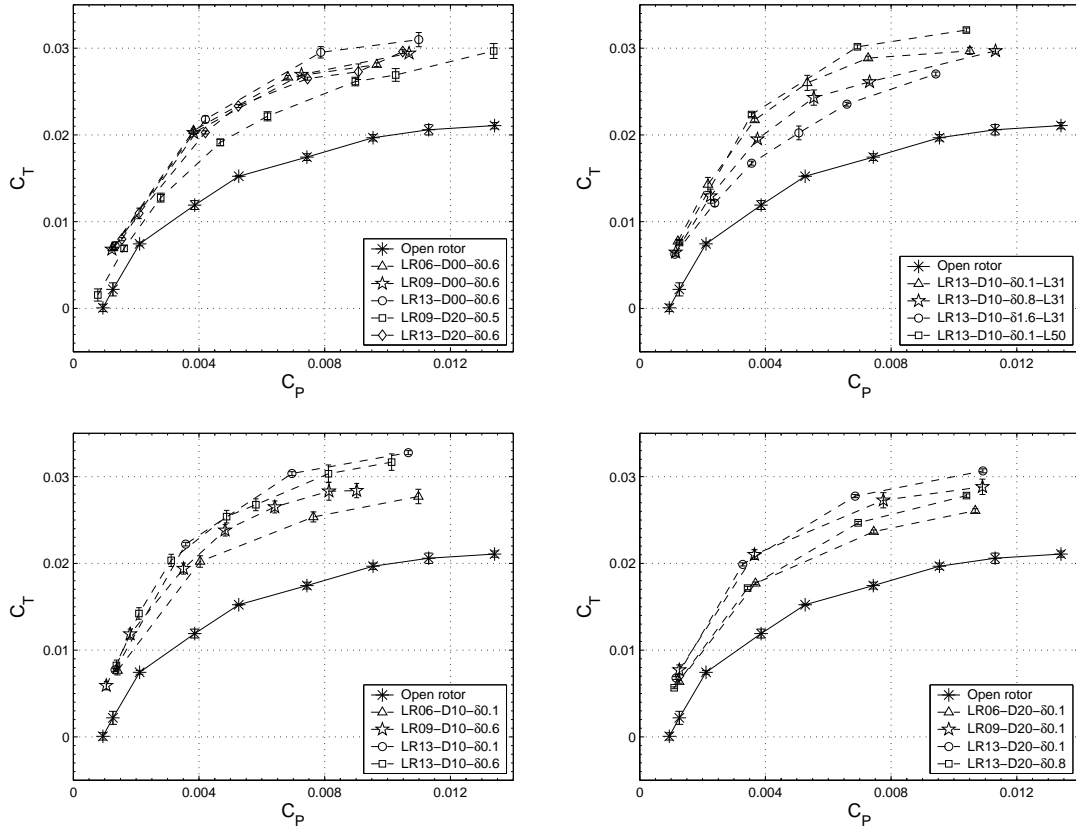 0.03
0.02
0.01
0
C_T
0 0.004 0.008 0.012
C_P
Open rotor
LR06−D00−δ0.6
LR09−D00−δ0.6
LR13−D00−δ0.6
LR09−D20−δ0.5
LR13−D20−δ0.6
0.03
0.02
0.01
0
C_T
0 0.004 0.008 0.012
C_P
Open rotor
LR13−D10−δ0.1−L31
LR13−D10−δ0.8−L31
LR13−D10−δ1.6−L31
LR13−D10−δ0.1−L50
0.03
0.02
0.01
0
C_T
0 0.004 0.008 0.012
C_P
Open rotor
LR06−D10−δ0.1
LR09−D10−δ0.6
LR13−D10−δ0.1
LR13−D10−δ0.6
0.03
0.02
0.01
0
C_T
0 0.004 0.008 0.012
C_P
Open rotor
LR06−D20−δ0.1
LR09−D20−δ0.1
LR13−D20−δ0.1
LR13−D20−δ0.8